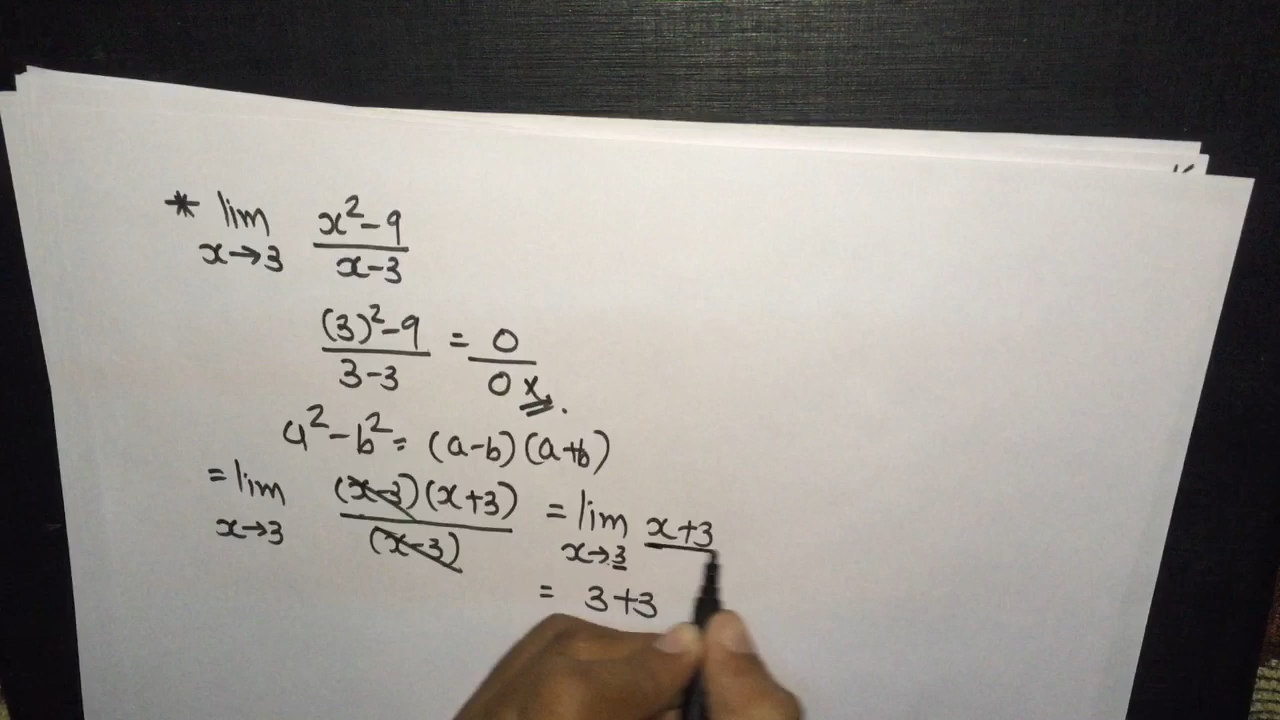 * lim x→3 x²-9 / x-3
(3)²-9 / 3-3 = 0 / 0 x .
a²-b² = (a-b)(a+b)
= lim x→3 (x-3)(x+3) / (x-3) = lim x→3 x+3
= 3+3